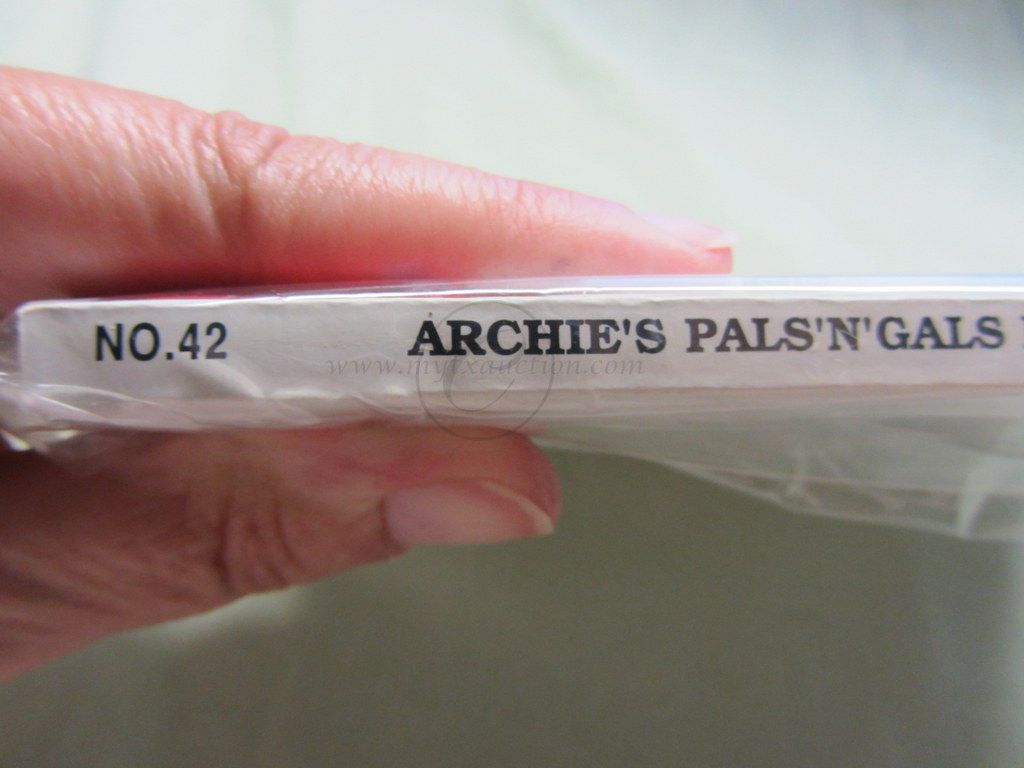 NO.42 ARCHIE'S PALS'N'GALS
www.myfxauction.com